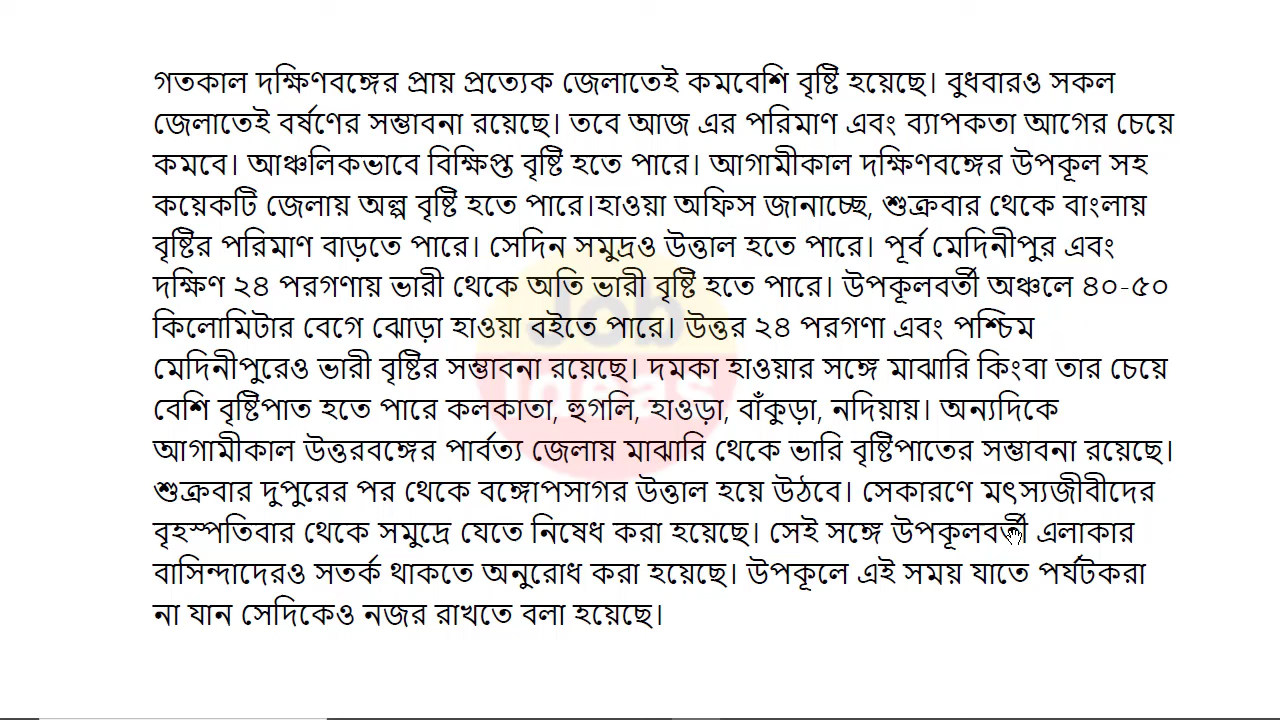 গতকাল দক্ষিণবঙ্গের প্রায় প্রত্যেক জেলাতেই কমবেশি বৃষ্টি হয়েছে। বুধবারও সকল
জেলাতেই বর্ষণের সম্ভাবনা রয়েছে। তবে আজ এর পরিমাণ এবং ব্যাপকতা আগের চেয়ে
কমবে। আঞ্চলিকভাবে বিক্ষিপ্ত বৃষ্টি হতে পারে। আগামীকাল দক্ষিণবঙ্গের উপকূল সহ
কয়েকটি জেলায় অল্প বৃষ্টি হতে পারে।হাওয়া অফিস জানাচ্ছে, শুক্রবার থেকে বাংলায়
বৃষ্টির পরিমাণ বাড়তে পারে। সেদিন সমুদ্রও উত্তাল হতে পারে। পূর্ব মেদিনীপুর এবং
দক্ষিণ ২৪ পরগণায় ভারী থেকে অতি ভারী বৃষ্টি হতে পারে। উপকূলবর্তী অঞ্চলে ৪০-৫০
কিলোমিটার বেগে ঝোড়া হাওয়া বইতে পারে। উত্তর ২৪ পরগণা এবং পশ্চিম
মেদিনীপুরেও ভারী বৃষ্টির সম্ভাবনা রয়েছে। দমকা হাওয়ার সঙ্গে মাঝারি কিংবা তার চেয়ে
বেশি বৃষ্টিপাত হতে পারে কলকাতা, হুগলি, হাওড়া, বাঁকুড়া, নদিয়ায়। অন্যদিকে
আগামীকাল উত্তরবঙ্গের পার্বত্য জেলায় মাঝারি থেকে ভারি বৃষ্টিপাতের সম্ভাবনা রয়েছে।
শুক্রবার দুপুরের পর থেকে বঙ্গোপসাগর উত্তাল হয়ে উঠবে। সেকারণে মৎস্যজীবীদের
বৃহস্পতিবার থেকে সমুদ্রে যেতে নিষেধ করা হয়েছে। সেই সঙ্গে উপকূলবর্তী এলাকার
বাসিন্দাদেরও সতর্ক থাকতে অনুরোধ করা হয়েছে। উপকূলে এই সময় যাতে পর্যটকরা
না যান সেদিকেও নজর রাখতে বলা হয়েছে।
Job
Ideas